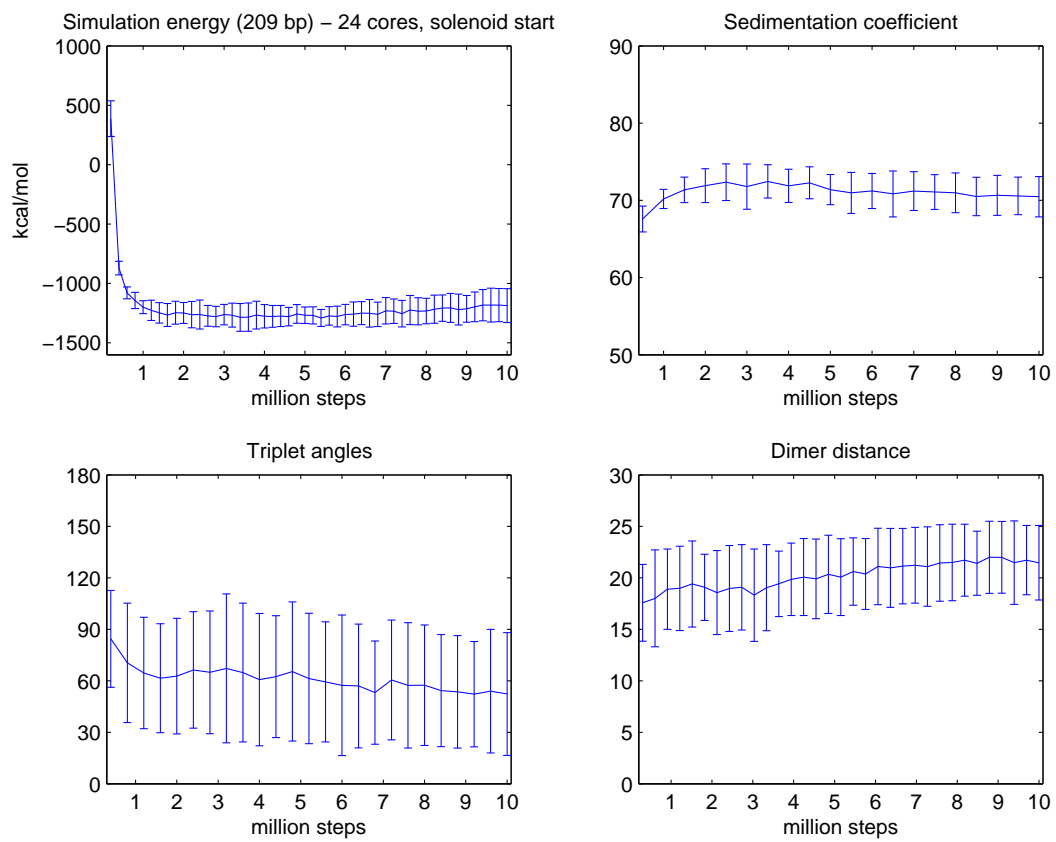 Simulation energy (209 bp) – 24 cores, solenoid start
1000
500
0
−500
−1000
−1500
kcal/mol
1 2 3 4 5 6 7 8 9 10
million steps
Sedimentation coefficient
90
80
70
60
50
1 2 3 4 5 6 7 8 9 10
million steps
Triplet angles
180
150
120
90
60
30
0
1 2 3 4 5 6 7 8 9 10
million steps
Dimer distance
30
25
20
15
10
5
0
1 2 3 4 5 6 7 8 9 10
million steps